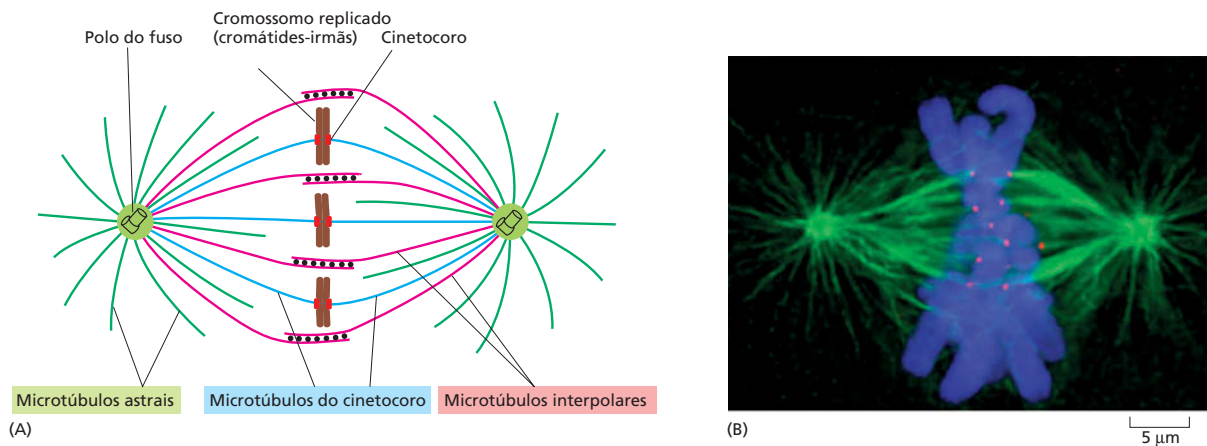 Polo do fuso
Cromossomo replicado
(cromátides-irmãs)
Cinetocoro
Microtúbulos astrais
Microtúbulos do cinetocoro
Microtúbulos interpolares
(A)
(B)
5 µm